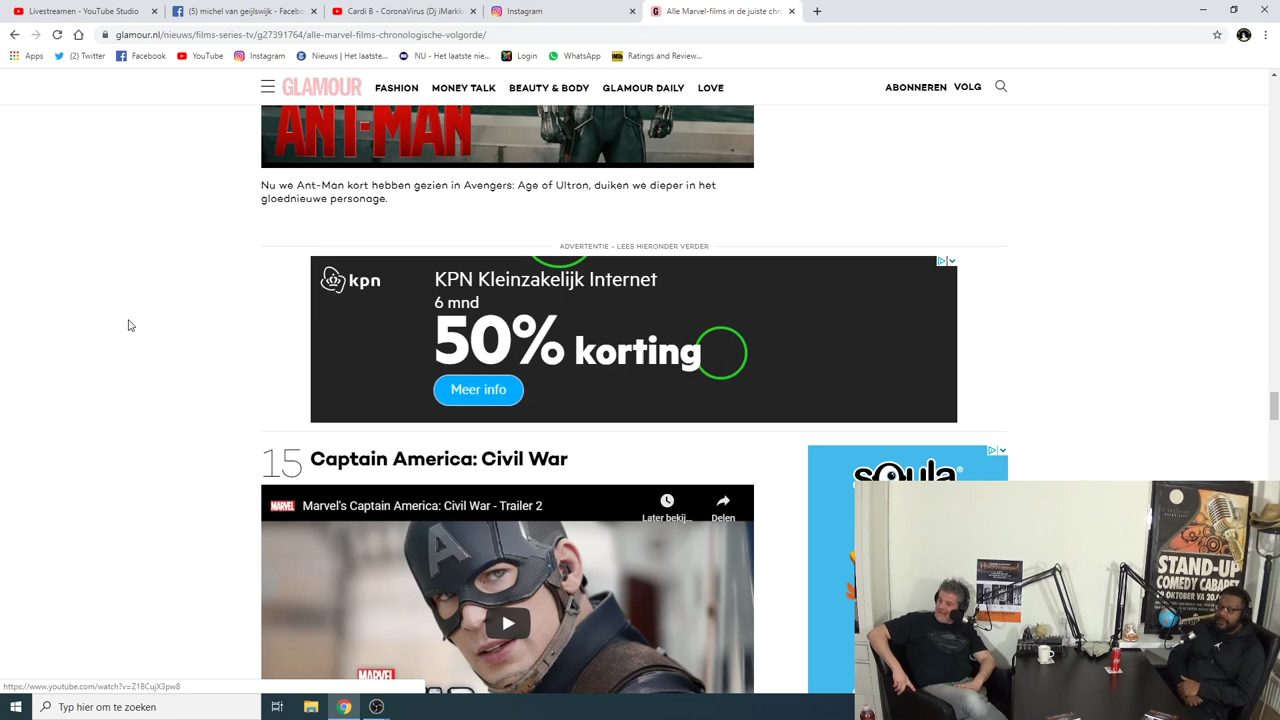 Livestreamen - YouTube Studio
(5) michel van geijlswijk - Facebo
Cardi B - CoronaVirus (Dj iMarkk
Instagram
Alle Marvel-films in de juiste chr
glamour.nl/nieuws/films-series-tv/g27391764/alle-marvel-films-chronologische-volgorde/
Apps
(2) Twitter
Facebook
YouTube
Instagram
Nieuws | Het laatste...
NU - Het laatste nie...
Login
WhatsApp
Ratings and Review...
GLAMOUR
FASHION
MONEY TALK
BEAUTY & BODY
GLAMOUR DAILY
LOVE
ABONNEREN
VOLG
ANT-MAN
Nu we Ant-Man kort hebben gezien in Avengers: Age of Ultron, duiken we dieper in het
gloednieuwe personage.
ADVERTENTIE - LEES HIERONDER VERDER
kpn
KPN Kleinzakelijk Internet
6 mnd
50% korting
Meer info
15 Captain America: Civil War
MARVEL
Marvel's Captain America: Civil War - Trailer 2
Later bekij...
Delen
soula
MARVEL
STAND-UP
COMEDY CABARET
https://www.youtube.com/watch?v=Z1BCujX3pw8
Typ hier om te zoeken